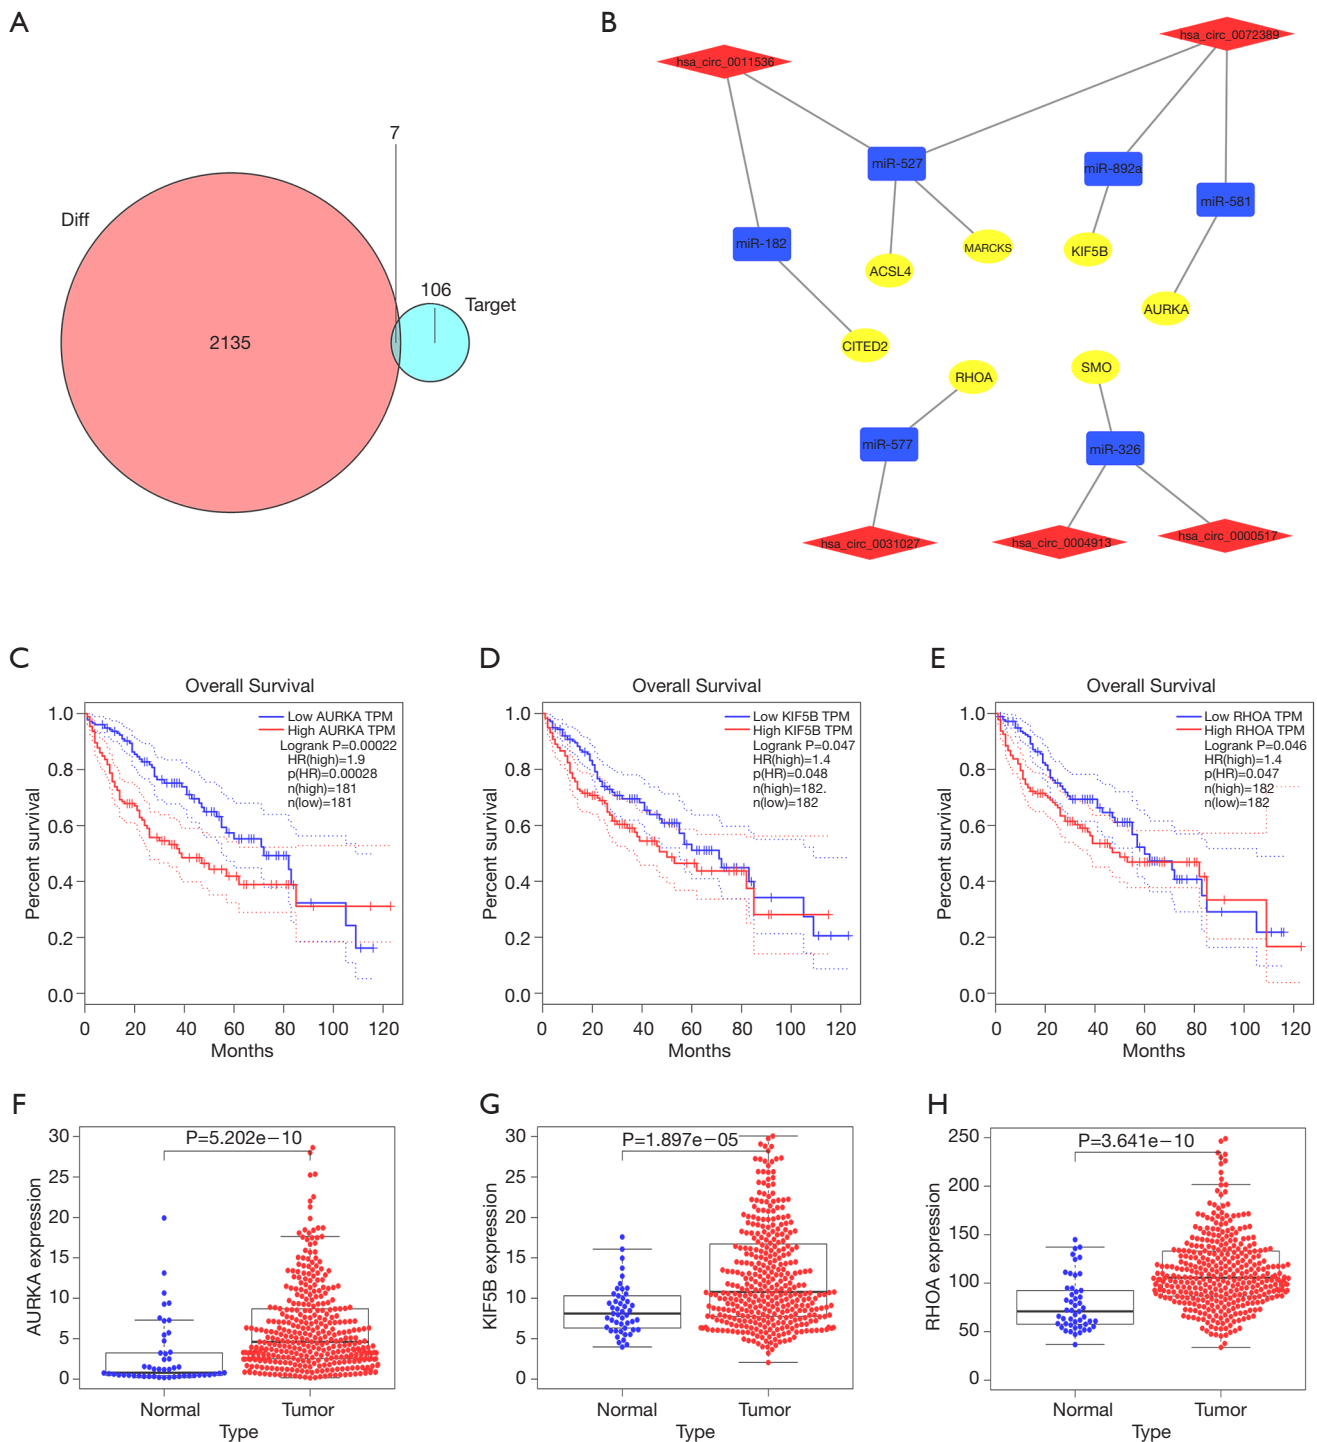 A
7
Diff
106
Target
2135
B
hsa_circ_0072389
hsa_circ_0011536
miR-527
miR-892a
miR-581
miR-182
MARCKS
KIF5B
ACSL4
AURKA
CITED2
SMO
RHOA
miR-577
miR-326
hsa_circ_0031027
hsa_circ_0004913
hsa_circ_0000517
C
Overall Survival
Low AURKA TPM
High AURKA TPM
Logrank P=0.00022
HR(high)=1.9
p(HR)=0.00028
n(high)=181
n(low)=181
Percent survival
1.0
0.8
0.6
0.4
0.2
0.0
0 20 40 60 80 100 120
Months
D
Overall Survival
Low KIF5B TPM
High KIF5B TPM
Logrank P=0.047
HR(high)=1.4
p(HR)=0.048
n(high)=182.
n(low)=182
Percent survival
1.0
0.8
0.6
0.4
0.2
0.0
0 20 40 60 80 100 120
Months
E
Overall Survival
Low RHOA TPM
High RHOA TPM
Logrank P=0.046
HR(high)=1.4
p(HR)=0.047
n(high)=182
n(low)=182
Percent survival
1.0
0.8
0.6
0.4
0.2
0.0
0 20 40 60 80 100 120
Months
F
P=5.202e−10
AURKA expression
30
25
20
15
10
5
0
Normal Tumor
Type
G
P=1.897e−05
KIF5B expression
30
25
20
15
10
5
0
Normal Tumor
Type
H
P=3.641e−10
RHOA expression
250
200
150
100
50
0
Normal Tumor
Type